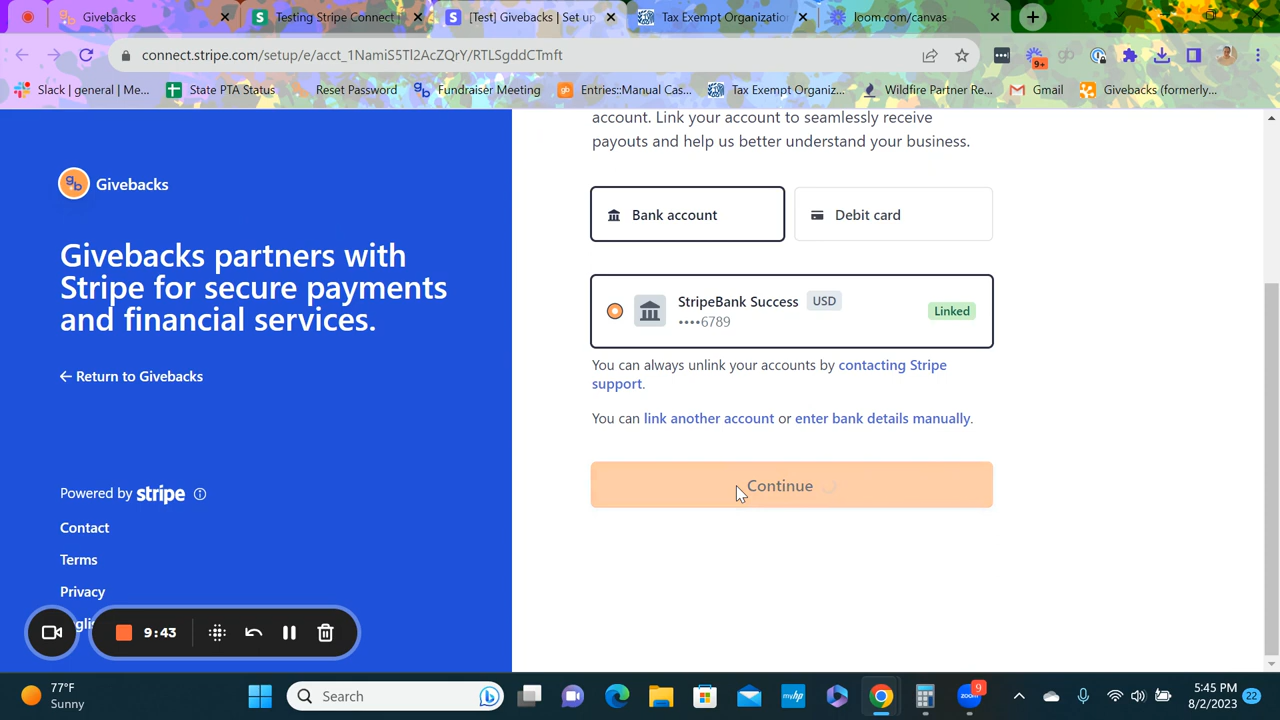 Givebacks
Testing Stripe Connect
[Test] Givebacks | Set up
Tax Exempt Organizatio
loom.com/canvas
connect.stripe.com/setup/e/acct_1NamiS5Tl2AcZQrY/RTLSgddCTmft
9+
Slack | general | Me...
State PTA Status
Reset Password
Fundraiser Meeting
Entries::Manual Cas...
Tax Exempt Organiz...
Wildfire Partner Re...
Gmail
Givebacks (formerly...
account. Link your account to seamlessly receive
payouts and help us better understand your business.
Givebacks
Bank account
Debit card
Givebacks partners with
Stripe for secure payments
and financial services.
StripeBank Success
USD
••••6789
Linked
← Return to Givebacks
You can always unlink your accounts by contacting Stripe
support.
You can link another account or enter bank details manually.
Continue
Powered by stripe
Contact
Terms
Privacy
9:43
77°F
Sunny
Search
myhp
zoom
9
5:45 PM
8/2/2023
22